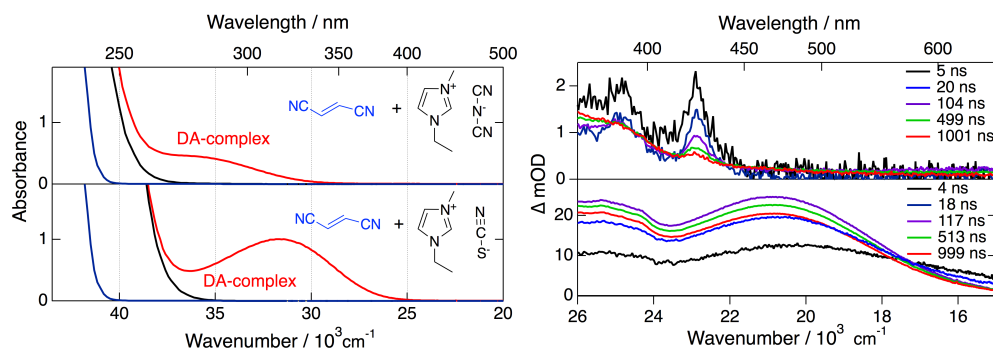 Wavelength / nm
250
300
350
400
500
Absorbance
1
0
NC
CN
+
N⁺
N
CN
N⁻
CN
DA-complex
1
0
NC
CN
+
N⁺
N
N
C
S⁻
DA-complex
40
35
30
25
20
Wavenumber / 10³cm⁻¹
Wavelength / nm
400
450
500
600
Δ mOD
2
1
0
5 ns
20 ns
104 ns
499 ns
1001 ns
20
10
0
4 ns
18 ns
117 ns
513 ns
999 ns
26
24
22
20
18
16
Wavenumber / 10³ cm⁻¹